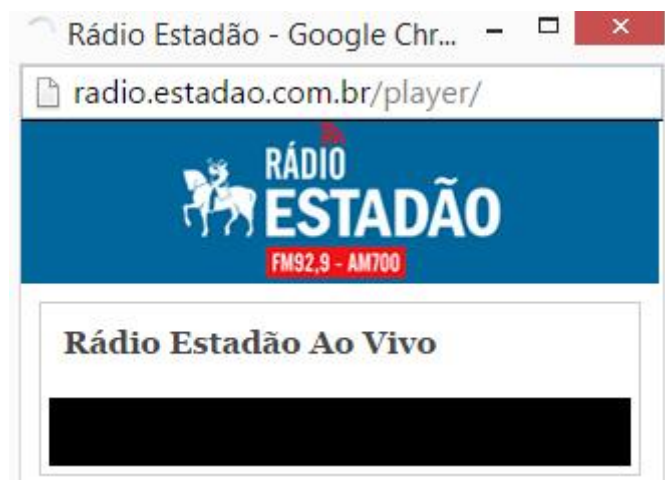 Rádio Estadão - Google Chr...
radio.estadao.com.br/player/
RÁDIO
ESTADÃO
FM92,9 - AM700
Rádio Estadão Ao Vivo